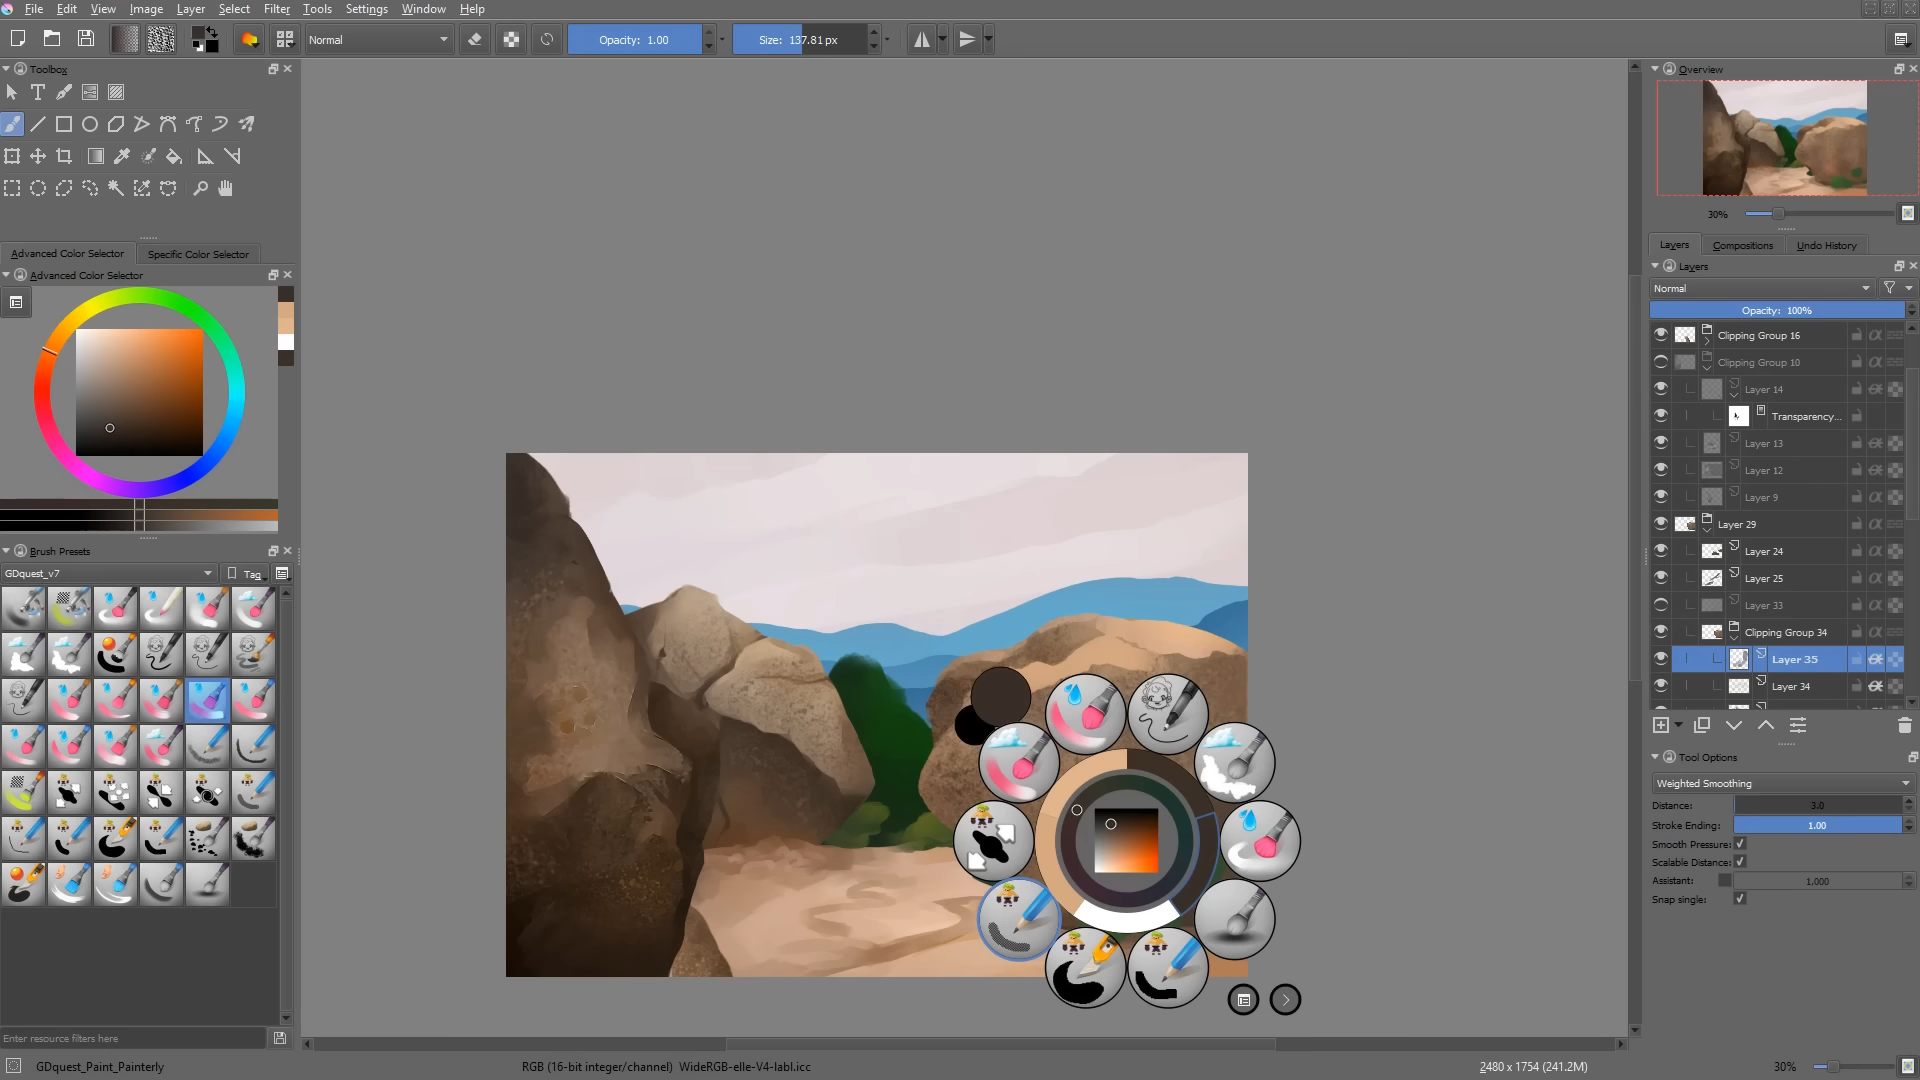 File Edit View Image Layer Select Filter Tools Settings Window Help
Normal
Opacity: 1.00
Size: 137.81 px
Toolbox
Advanced Color Selector
Specific Color Selector
Advanced Color Selector
Brush Presets
GDquest_v7
Tag
Enter resource filters here
GDquest_Paint_Painterly
RGB (16-bit integer/channel) WideRGB-elle-V4-labl.icc
2480 x 1754 (241.2M)
30%
Overview
30%
Layers
Compositions
Undo History
Layers
Normal
Opacity: 100%
Clipping Group 16
Clipping Group 10
Layer 14
Transparency...
Layer 13
Layer 12
Layer 9
Layer 29
Layer 24
Layer 25
Layer 33
Clipping Group 34
Layer 35
Layer 34
Tool Options
Weighted Smoothing
Distance: 3.0
Stroke Ending: 1.00
Smooth Pressure:
Scalable Distance:
Assistant: 1,000
Snap single: